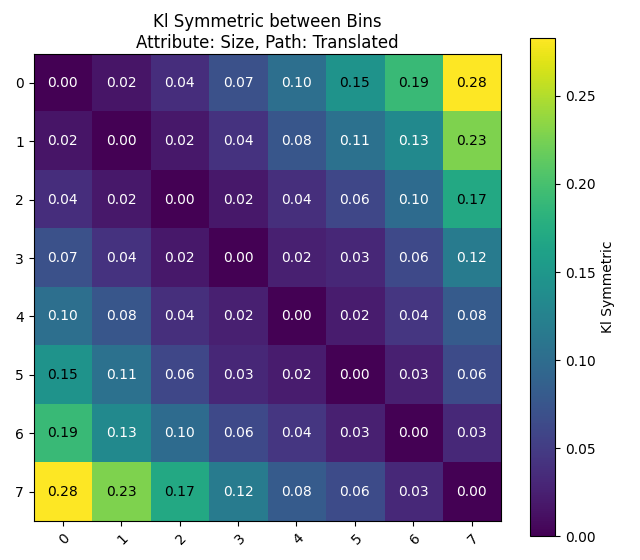 Kl Symmetric between Bins
Attribute: Size, Path: Translated
0 0.00 0.02 0.04 0.07 0.10 0.15 0.19 0.28
1 0.02 0.00 0.02 0.04 0.08 0.11 0.13 0.23
2 0.04 0.02 0.00 0.02 0.04 0.06 0.10 0.17
3 0.07 0.04 0.02 0.00 0.02 0.03 0.06 0.12
4 0.10 0.08 0.04 0.02 0.00 0.02 0.04 0.08
5 0.15 0.11 0.06 0.03 0.02 0.00 0.03 0.06
6 0.19 0.13 0.10 0.06 0.04 0.03 0.00 0.03
7 0.28 0.23 0.17 0.12 0.08 0.06 0.03 0.00
0 1 2 3 4 5 6 7
0.25
0.20
0.15
0.10
0.05
0.00
Kl Symmetric